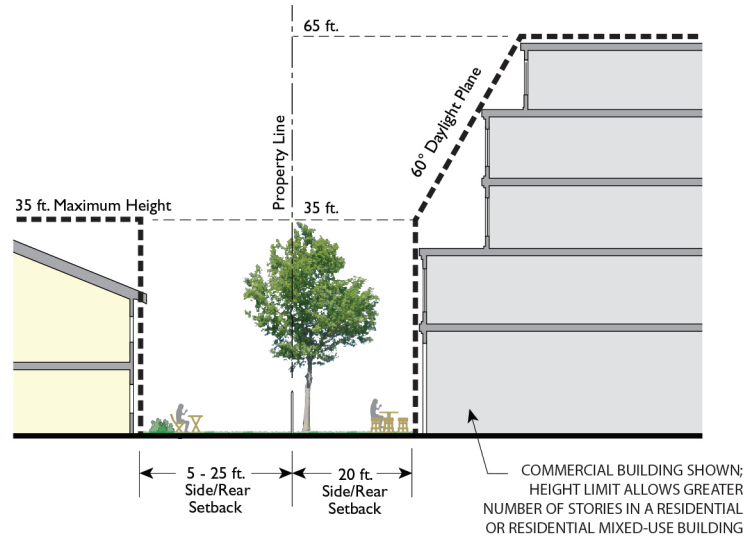 65 ft.
60° Daylight Plane
Property Line
35 ft. Maximum Height
35 ft.
5 - 25 ft.
Side/Rear
Setback
20 ft.
Side/Rear
Setback
COMMERCIAL BUILDING SHOWN;
HEIGHT LIMIT ALLOWS GREATER
NUMBER OF STORIES IN A RESIDENTIAL
OR RESIDENTIAL MIXED-USE BUILDING